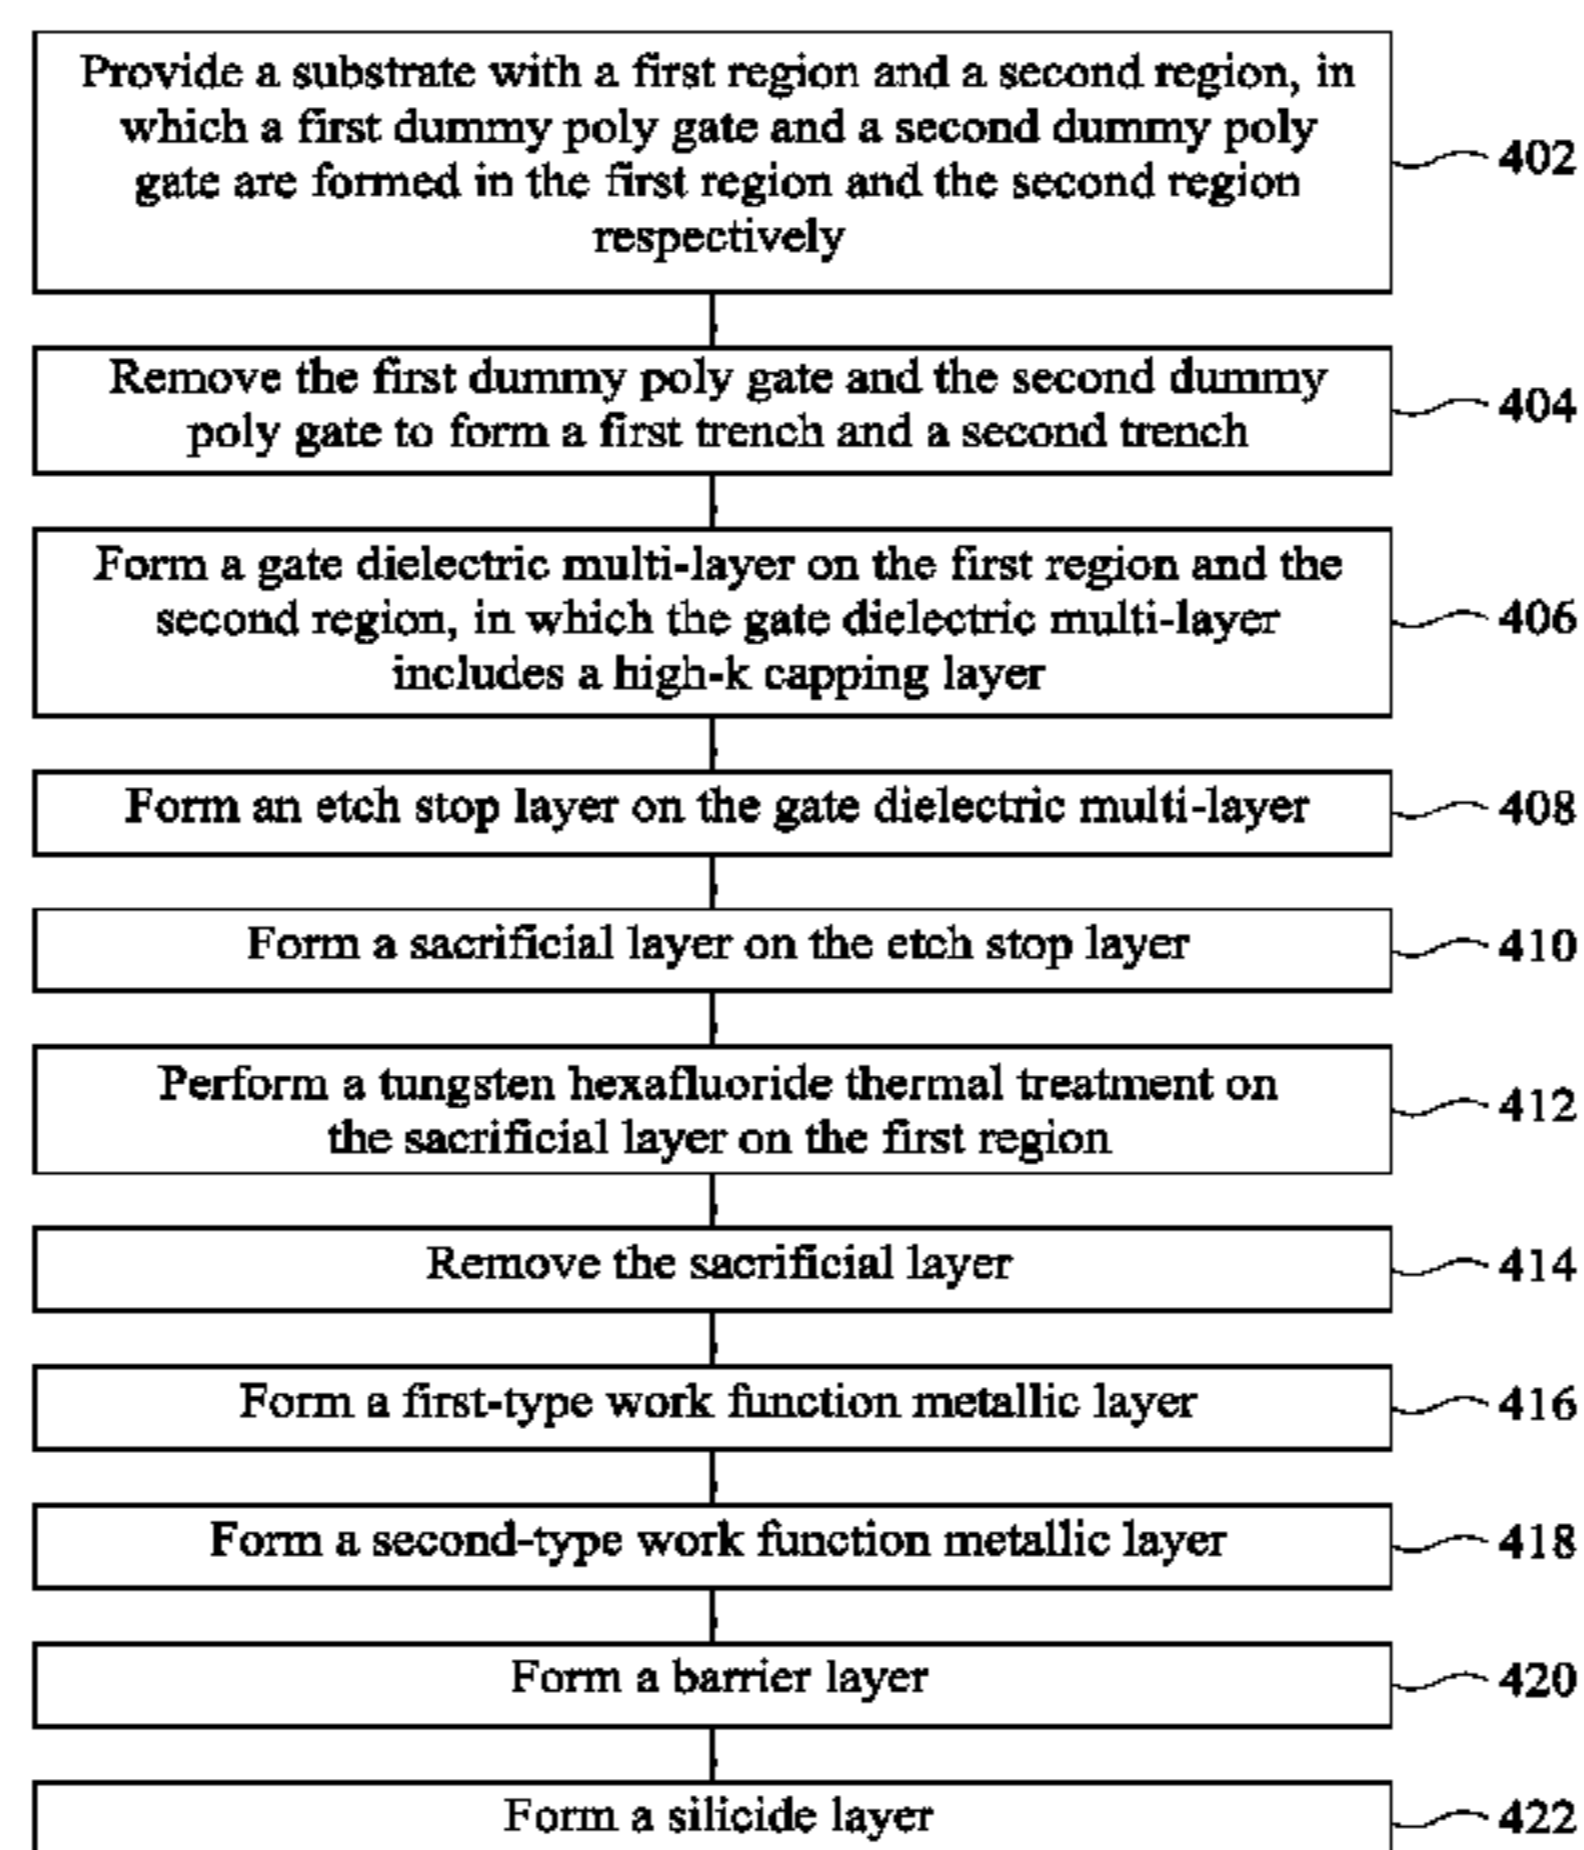 Provide a substrate with a first region and a second region, in
which a first dummy poly gate and a second dummy poly
gate are formed in the first region and the second region
respectively
402
Remove the first dummy poly gate and the second dummy
poly gate to form a first trench and a second trench
404
Form a gate dielectric multi-layer on the first region and the
second region, in which the gate dielectric multi-layer
includes a high-k capping layer
406
Form an etch stop layer on the gate dielectric multi-layer
408
Form a sacrificial layer on the etch stop layer
410
Perform a tungsten hexafluoride thermal treatment on
the sacrificial layer on the first region
412
Remove the sacrificial layer
414
Form a first-type work function metallic layer
416
Form a second-type work function metallic layer
418
Form a barrier layer
420
Form a silicide layer
422